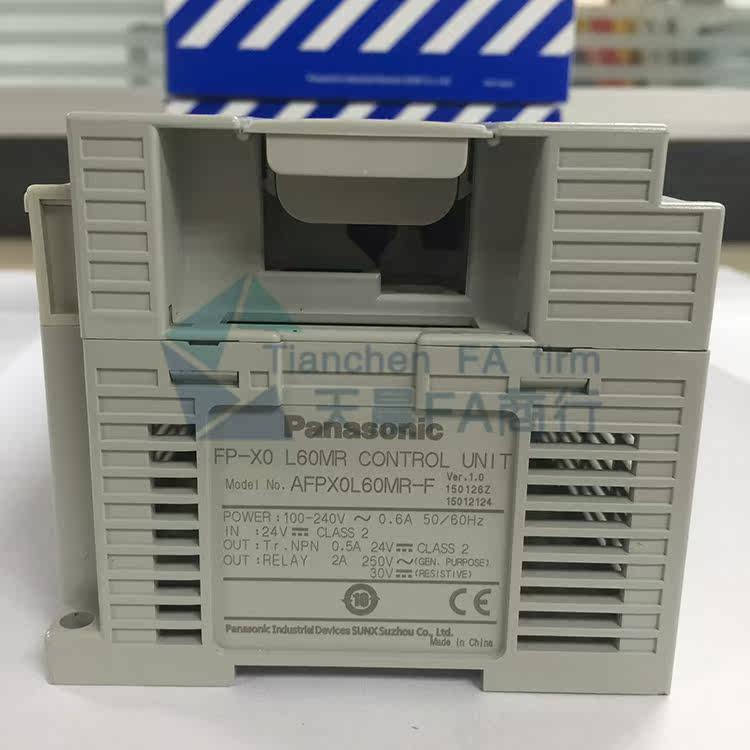 Tianchen FA firm
天晨FA商行
Panasonic
FP-X0 L60MR CONTROL UNIT
Model No. AFPX0L60MR-F
Ver.1.0
150126Z
15012124
POWER:100-240V ~ 0.6A 50/60Hz
IN :24V⎓ CLASS 2
OUT:Tr.NPN 0.5A 24V⎓ CLASS 2
OUT:RELAY 2A 250V~(GEN. PURPOSE)
30V⎓(RESISTIVE)
10
CE
Panasonic Industrial Devices SUNX Suzhou Co., Ltd.
Made in China